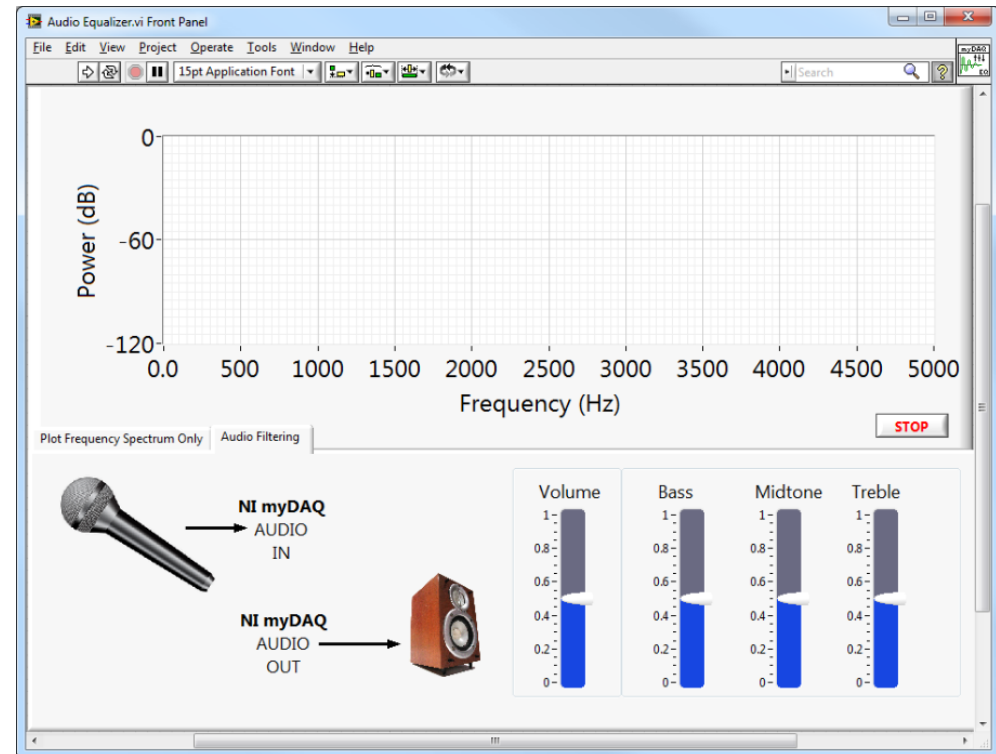 Audio Equalizer.vi Front Panel
File Edit View Project Operate Tools Window Help
15pt Application Font
Search
myDAQ
EQ
Power (dB)
0
-60
-120
0.0 500 1000 1500 2000 2500 3000 3500 4000 4500 5000
Frequency (Hz)
STOP
Plot Frequency Spectrum Only Audio Filtering
NI myDAQ
AUDIO
IN
NI myDAQ
AUDIO
OUT
Volume Bass Midtone Treble
1 1 1 1
0.8 0.8 0.8 0.8
0.6 0.6 0.6 0.6
0.4 0.4 0.4 0.4
0.2 0.2 0.2 0.2
0 0 0 0